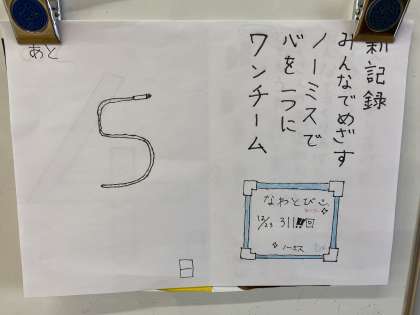 新記録
みんなでめざす
ノーミスで
心を一つに
ワンチーム
なわとび
12/23 311回
ノーミス
あと
5
日